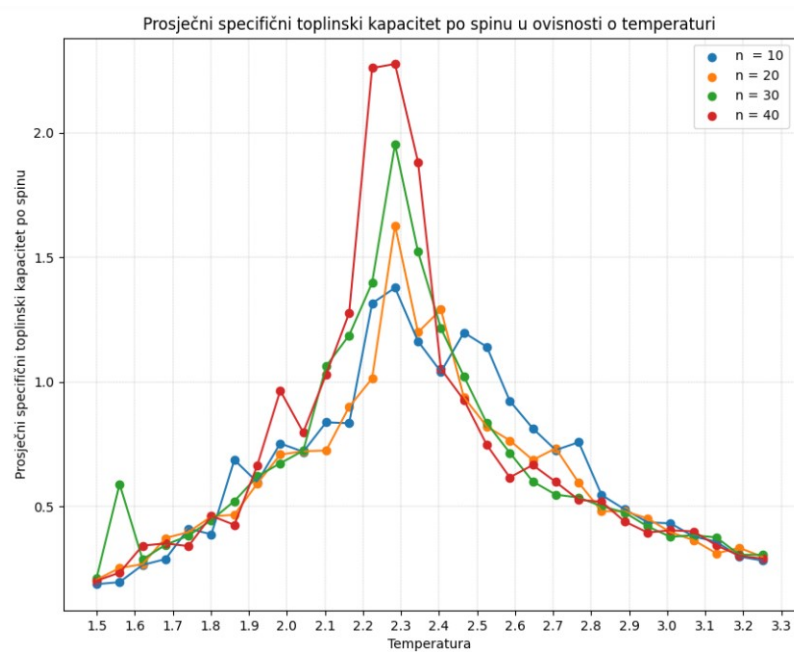 Prosječni specifični toplinski kapacitet po spinu u ovisnosti o temperaturi
n = 10
n = 20
n = 30
n = 40
Prosječni specifični toplinski kapacitet po spinu
2.0
1.5
1.0
0.5
1.5 1.6 1.7 1.8 1.9 2.0 2.1 2.2 2.3 2.4 2.5 2.6 2.7 2.8 2.9 3.0 3.1 3.2 3.3
Temperatura